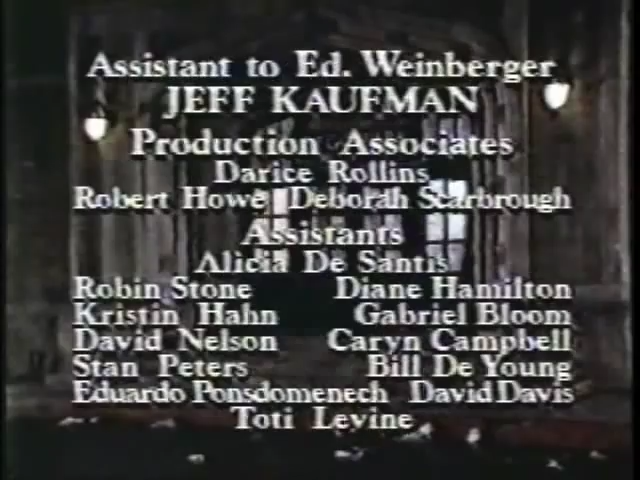 Assistant to Ed. Weinberger
JEFF KAUFMAN
Production Associates
Darice Rollins
Robert Howe Deborah Scarbrough
Assistants
Alicia De Santis
Robin Stone Diane Hamilton
Kristin Hahn Gabriel Bloom
David Nelson Caryn Campbell
Stan Peters Bill De Young
Eduardo Ponsdomenech David Davis
Toti Levine